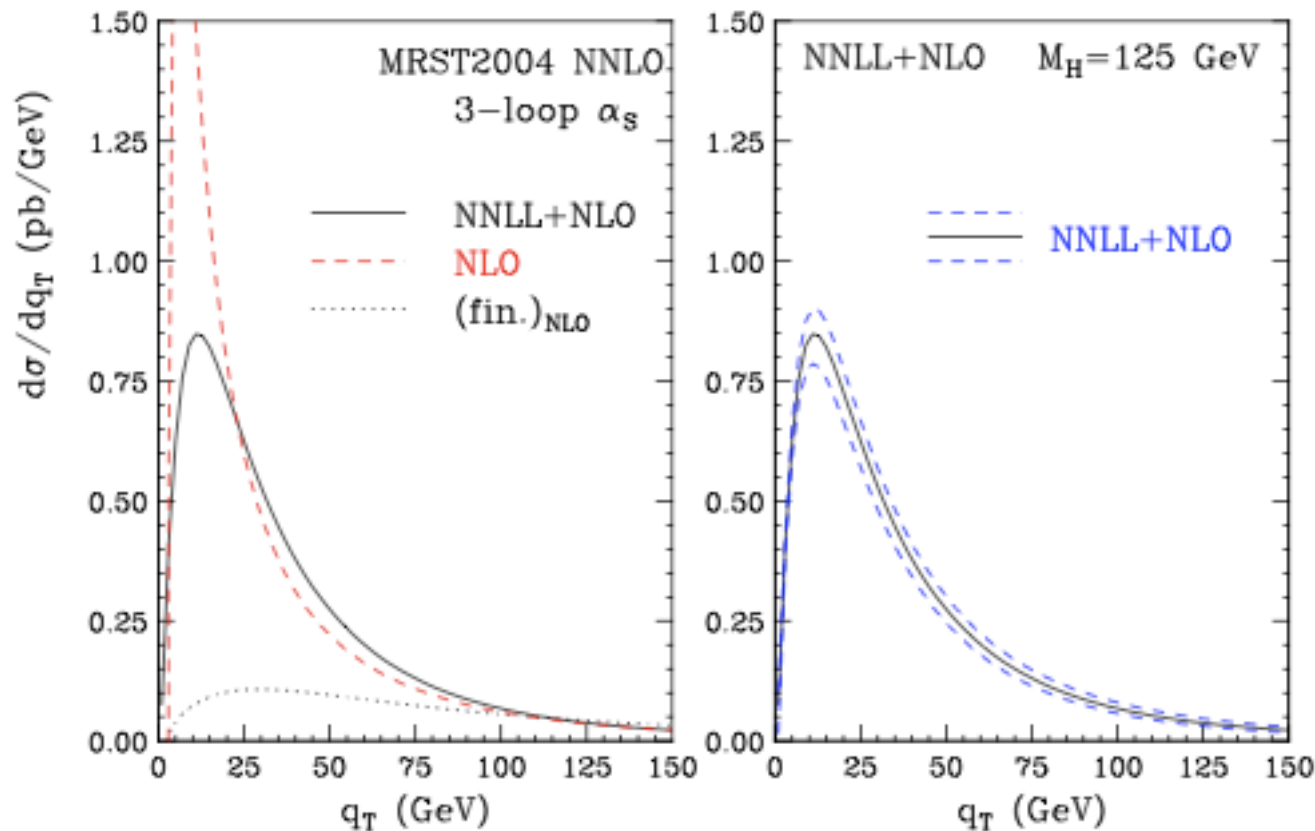 dσ/dq_T (pb/GeV)
1.50
1.25
1.00
0.75
0.50
0.25
0.00
MRST2004 NNLO
3-loop α_S
NNLL+NLO
NLO
(fin.)_NLO
0 25 50 75 100 125 150
q_T (GeV)
1.50
1.25
1.00
0.75
0.50
0.25
0.00
NNLL+NLO M_H=125 GeV
NNLL+NLO
0 25 50 75 100 125 150
q_T (GeV)